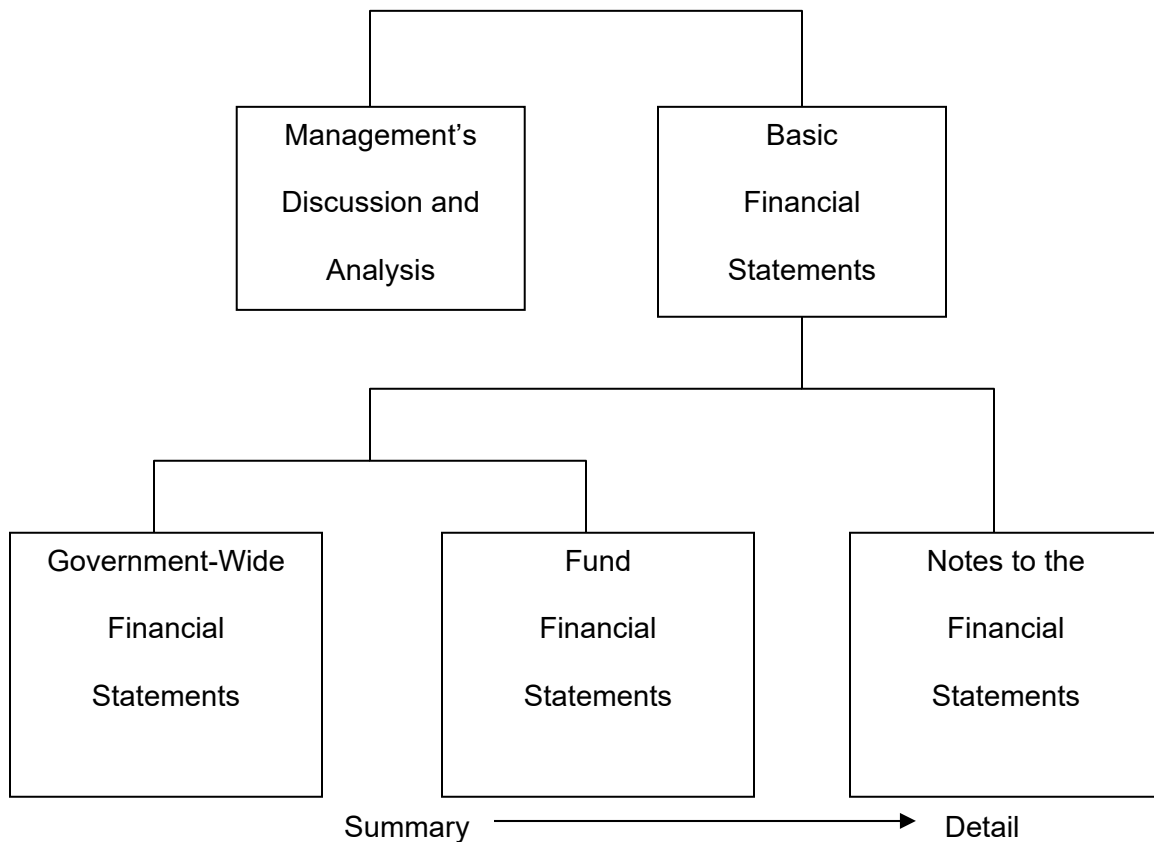 Management’s
Discussion and
Analysis
Basic
Financial
Statements
Government-Wide
Financial
Statements
Fund
Financial
Statements
Notes to the
Financial
Statements
Summary
Detail